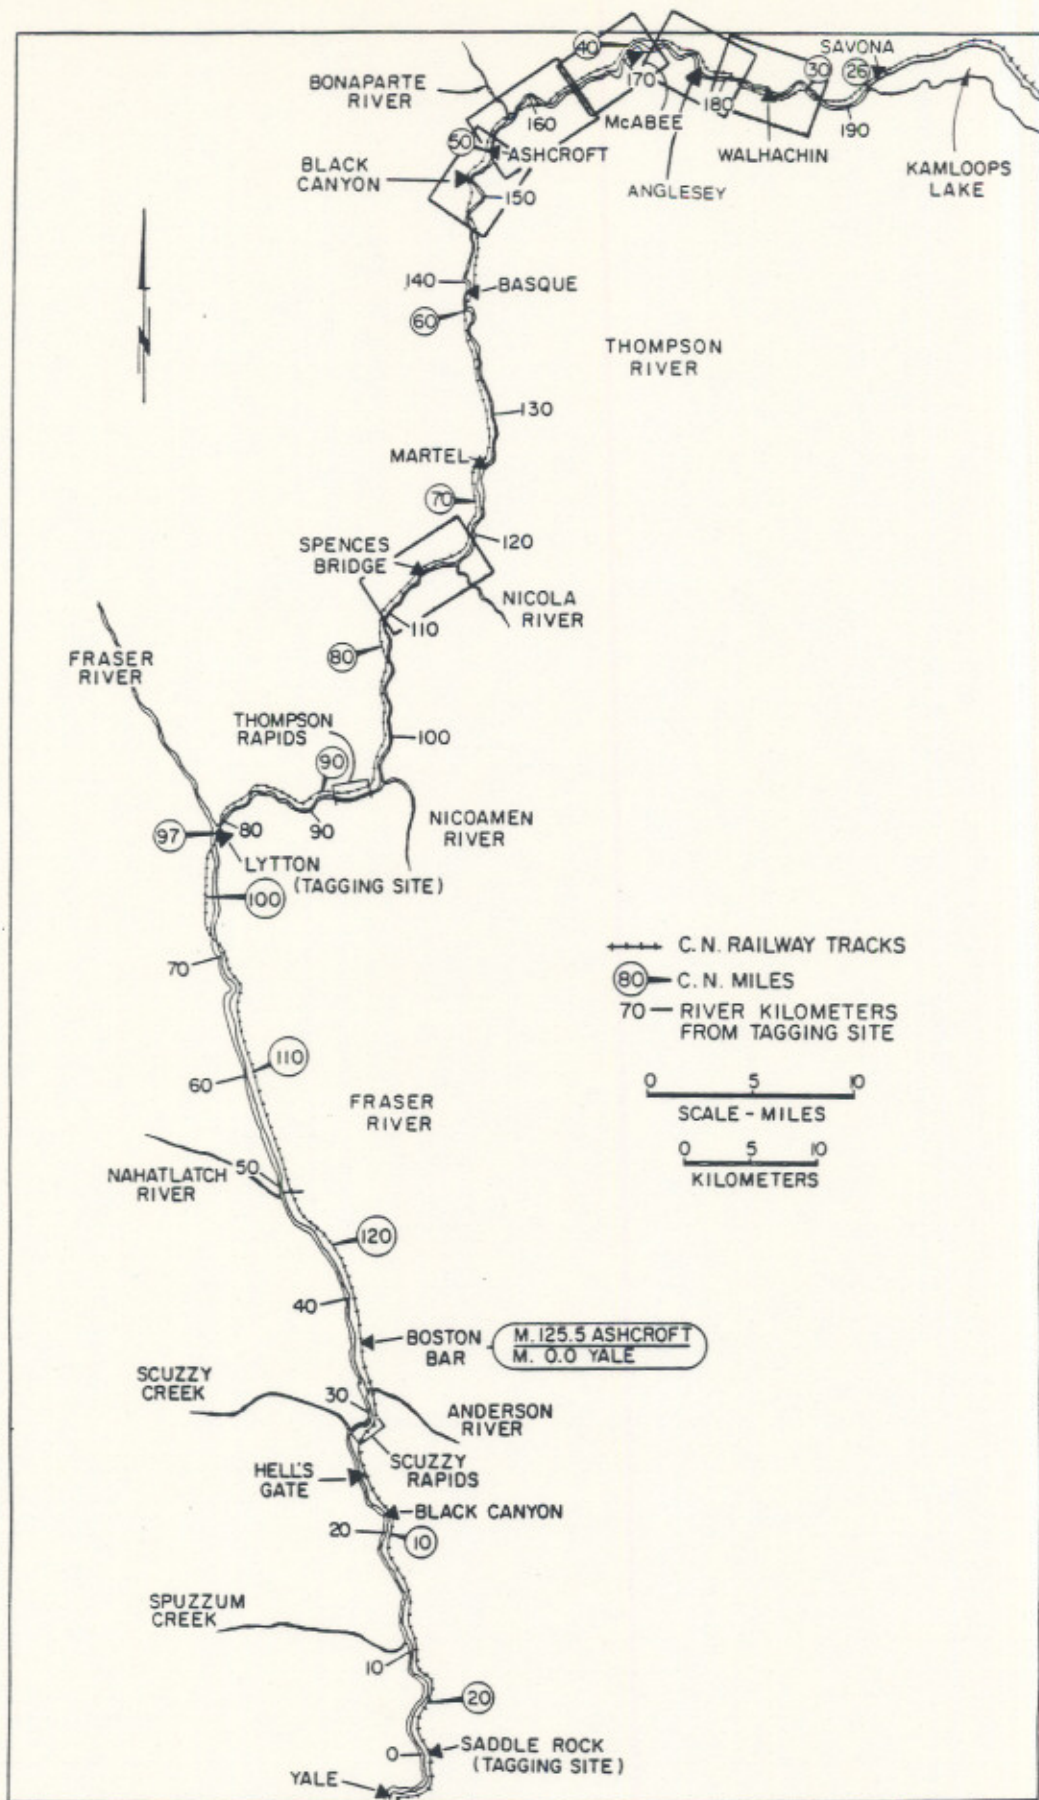 SAVONA
40
30
26
BONAPARTE
RIVER
170
180
160
McABEE
190
50
ASHCROFT
WALHACHIN
BLACK
CANYON
KAMLOOPS
LAKE
150
ANGLESEY
140
BASQUE
60
THOMPSON
RIVER
130
MARTEL
70
120
SPENCES
BRIDGE
NICOLA
RIVER
110
80
FRASER
RIVER
THOMPSON
RAPIDS
100
90
NICOAMEN
RIVER
97
80
90
LYTTON
(TAGGING SITE)
100
70
C.N. RAILWAY TRACKS
80 C.N. MILES
70 RIVER KILOMETERS
FROM TAGGING SITE
110
60
0 5 10
SCALE - MILES
FRASER
RIVER
0 5 10
KILOMETERS
50
NAHATLATCH
RIVER
120
40
BOSTON
BAR
M. 125.5 ASHCROFT
M. 0.0 YALE
SCUZZY
CREEK
30
ANDERSON
RIVER
SCUZZY
RAPIDS
HELL'S
GATE
BLACK CANYON
20
10
SPUZZUM
CREEK
10
20
0
SADDLE ROCK
(TAGGING SITE)
YALE